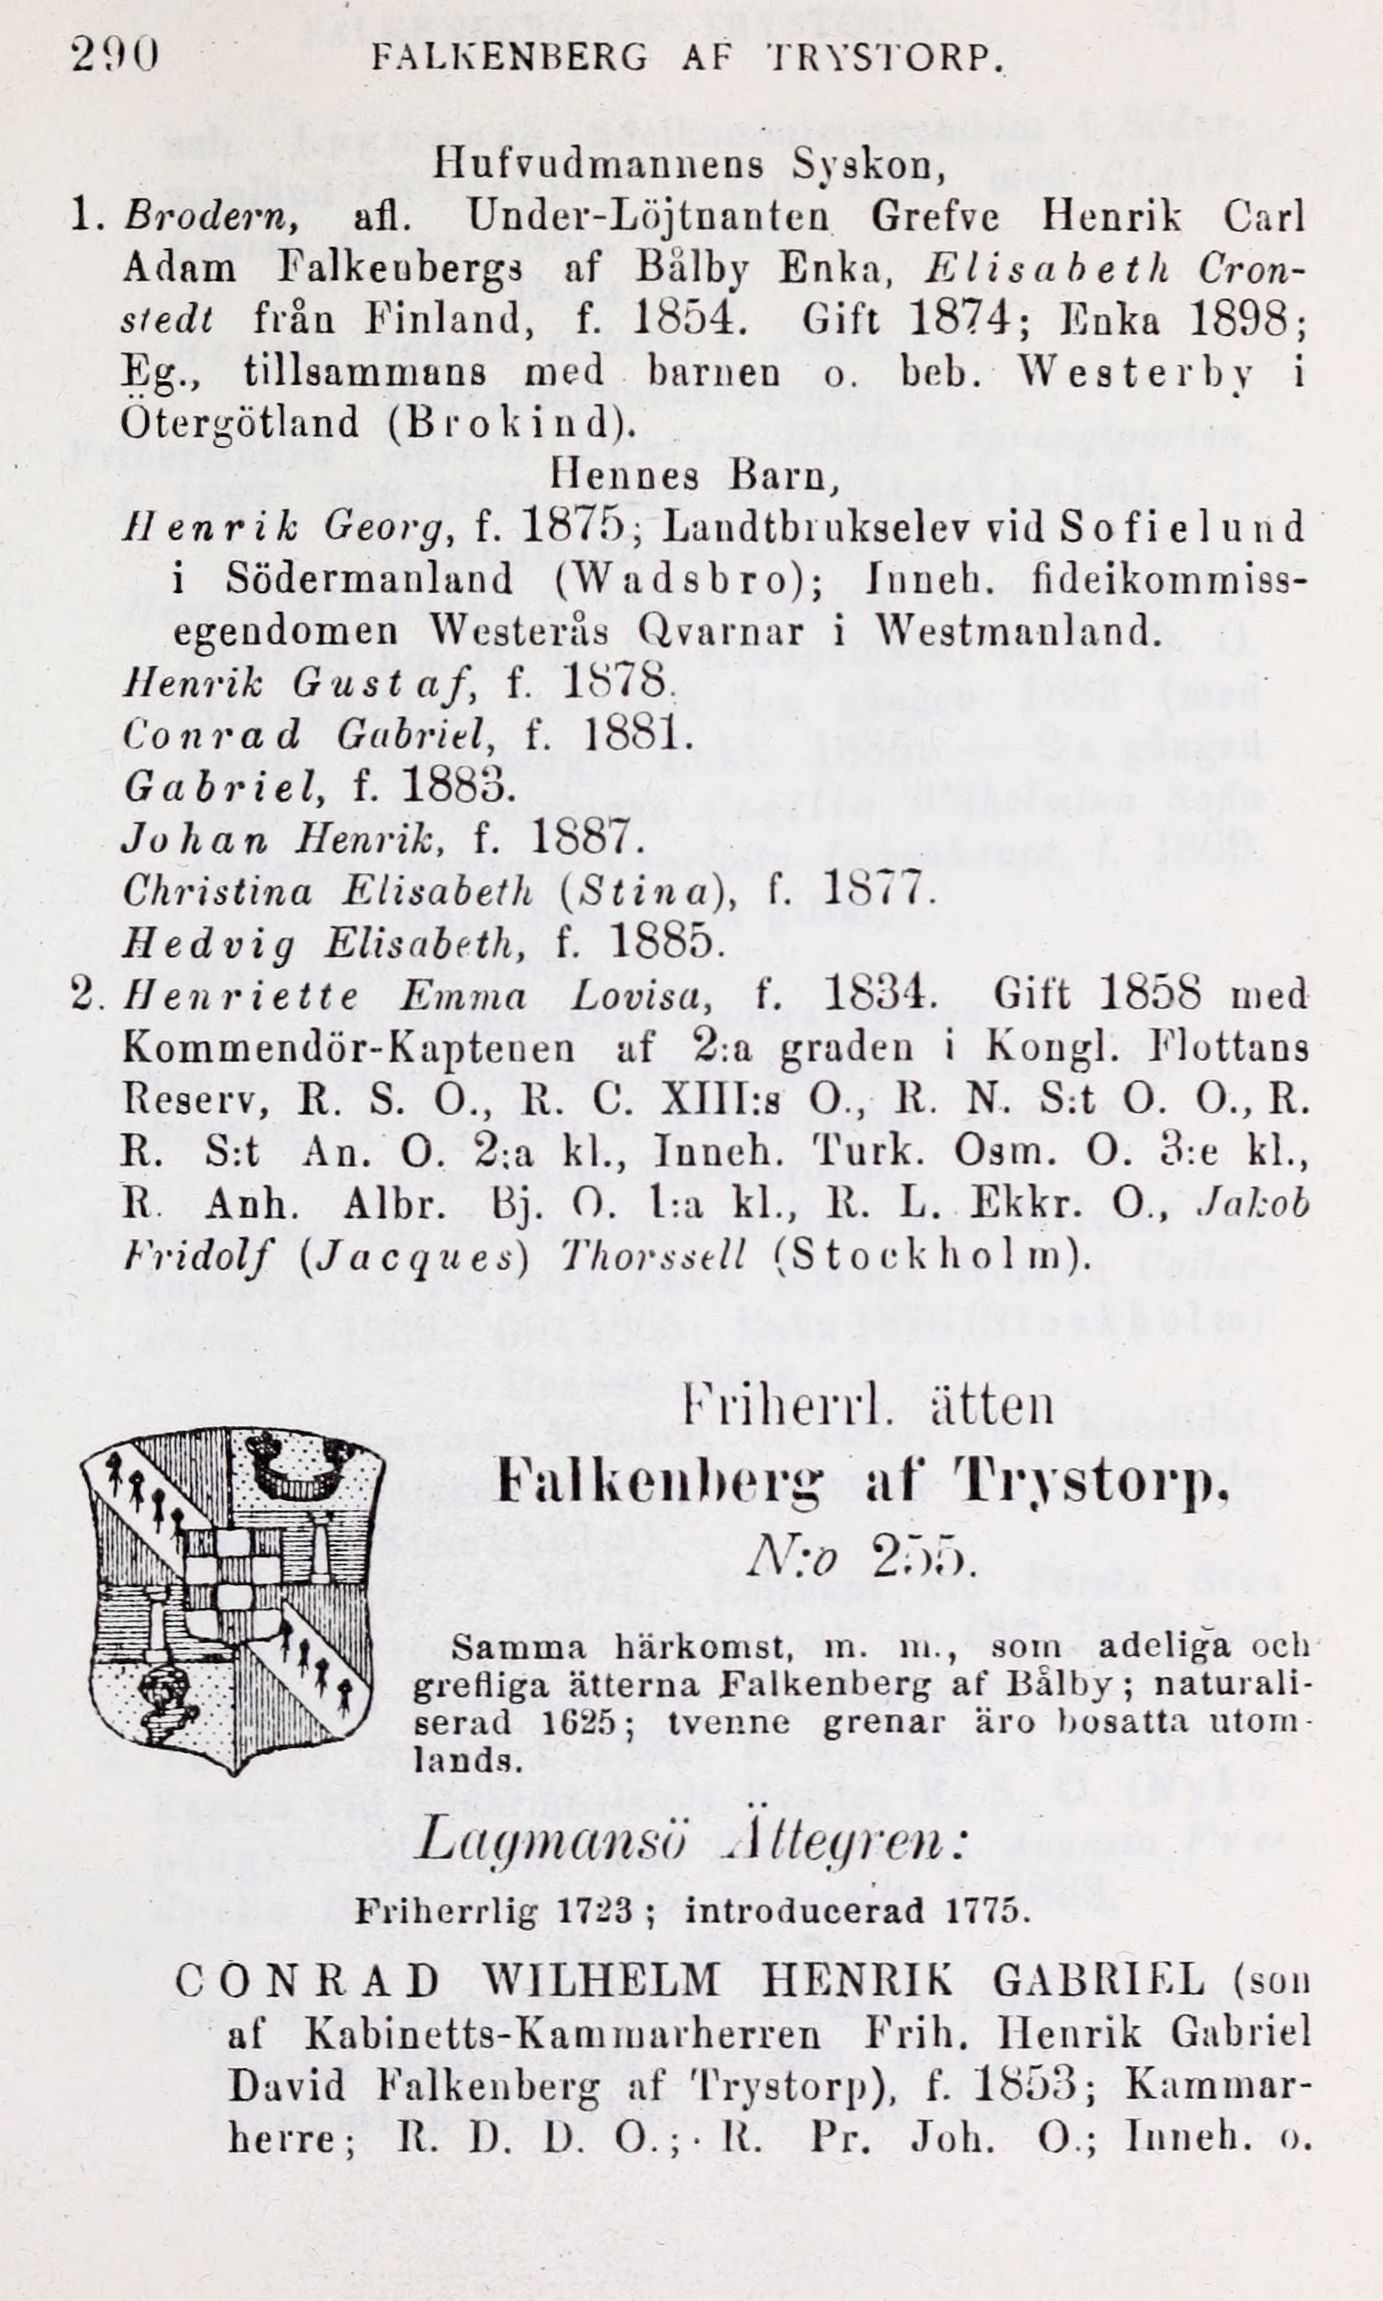 290 FALKENBERG AF TRYSTORP.
Hufvudmannens Syskon,
1. Brodern, afl. Under-Löjtnanten Grefve Henrik Carl
Adam Falkenbergs af Bålby Enka, Elisabeth Cron-
stedt från Finland, f. 1854. Gift 1874; Enka 1898;
Eg., tillsammans med barnen o. beb. Westerby i
Ötergötland (Brokind).
Hennes Barn,
Henrik Georg, f. 1875; Landtbrukselev vid Sofielund
i Södermanland (Wadsbro); Inneh. fideikommiss-
egendomen Westerås Qvarnar i Westmanland.
Henrik Gustaf, f. 1878.
Conrad Gabriel, f. 1881.
Gabriel, f. 1883.
Johan Henrik, f. 1887.
Christina Elisabeth (Stina), f. 1877.
Hedvig Elisabeth, f. 1885.
2. Henriette Emma Lovisa, f. 1834. Gift 1858 med
Kommendör-Kaptenen af 2:a graden i Kongl. Flottans
Reserv, R. S. O., R. C. XIII:s O., R. N. S:t O. O., R.
R. S:t An. O. 2:a kl., Inneh. Turk. Osm. O. 3:e kl.,
R. Anh. Albr. Bj. O. 1:a kl., R. L. Ekkr. O., Jakob
Fridolf (Jacques) Thorssell (Stockholm).
Friherrl. ätten
Falkenberg af Trystorp,
N:o 255.
Samma härkomst, m. m., som adeliga och
grefliga ätterna Falkenberg af Bålby; naturali-
serad 1625; tvenne grenar äro bosatta utom-
lands.
Lagmansö Ättegren:
Friherrlig 1723; introducerad 1775.
CONRAD WILHELM HENRIK GABRIEL (son
af Kabinetts-Kammarherren Frih. Henrik Gabriel
David Falkenberg af Trystorp), f. 1853; Kammar-
herre; R. D. D. O.; R. Pr. Joh. O.; Inneh. o.